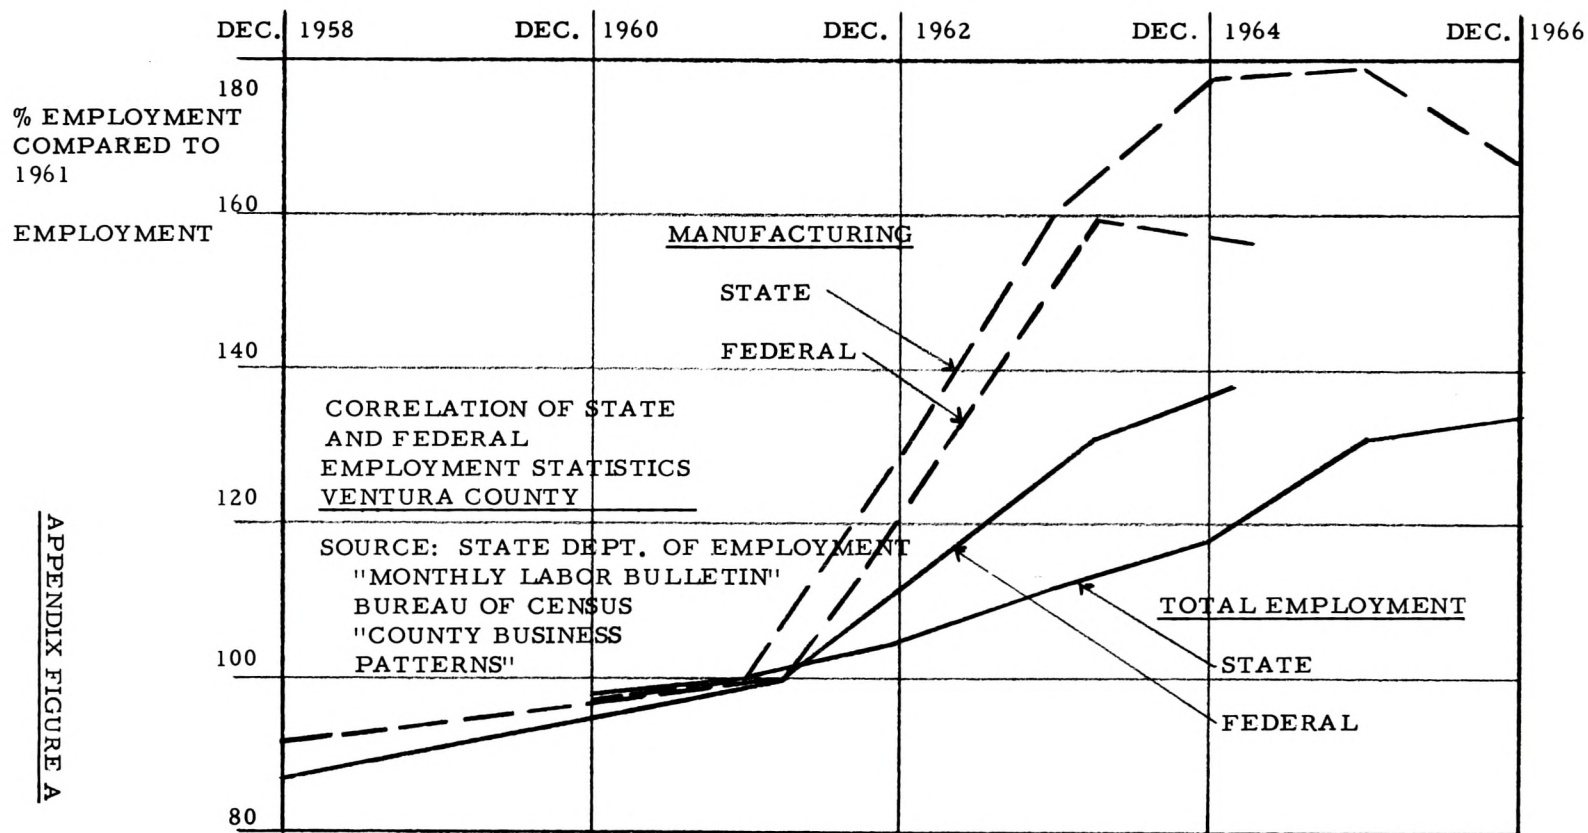 DEC. 1958 DEC. 1960 DEC. 1962 DEC. 1964 DEC. 1966
180
% EMPLOYMENT
COMPARED TO
1961
160
EMPLOYMENT
MANUFACTURING
STATE
FEDERAL
140
CORRELATION OF STATE
AND FEDERAL
EMPLOYMENT STATISTICS
VENTURA COUNTY
120
SOURCE: STATE DEPT. OF EMPLOYMENT
"MONTHLY LABOR BULLETIN"
BUREAU OF CENSUS
"COUNTY BUSINESS
PATTERNS"
TOTAL EMPLOYMENT
STATE
FEDERAL
100
80
APPENDIX FIGURE A